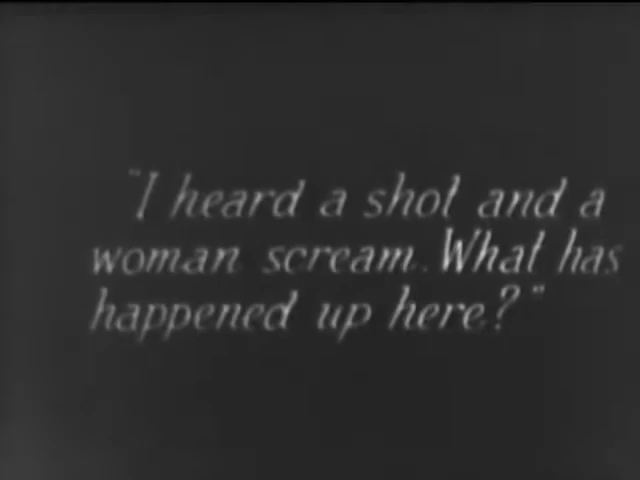 "I heard a shot and a
woman scream. What has
happened up here?"